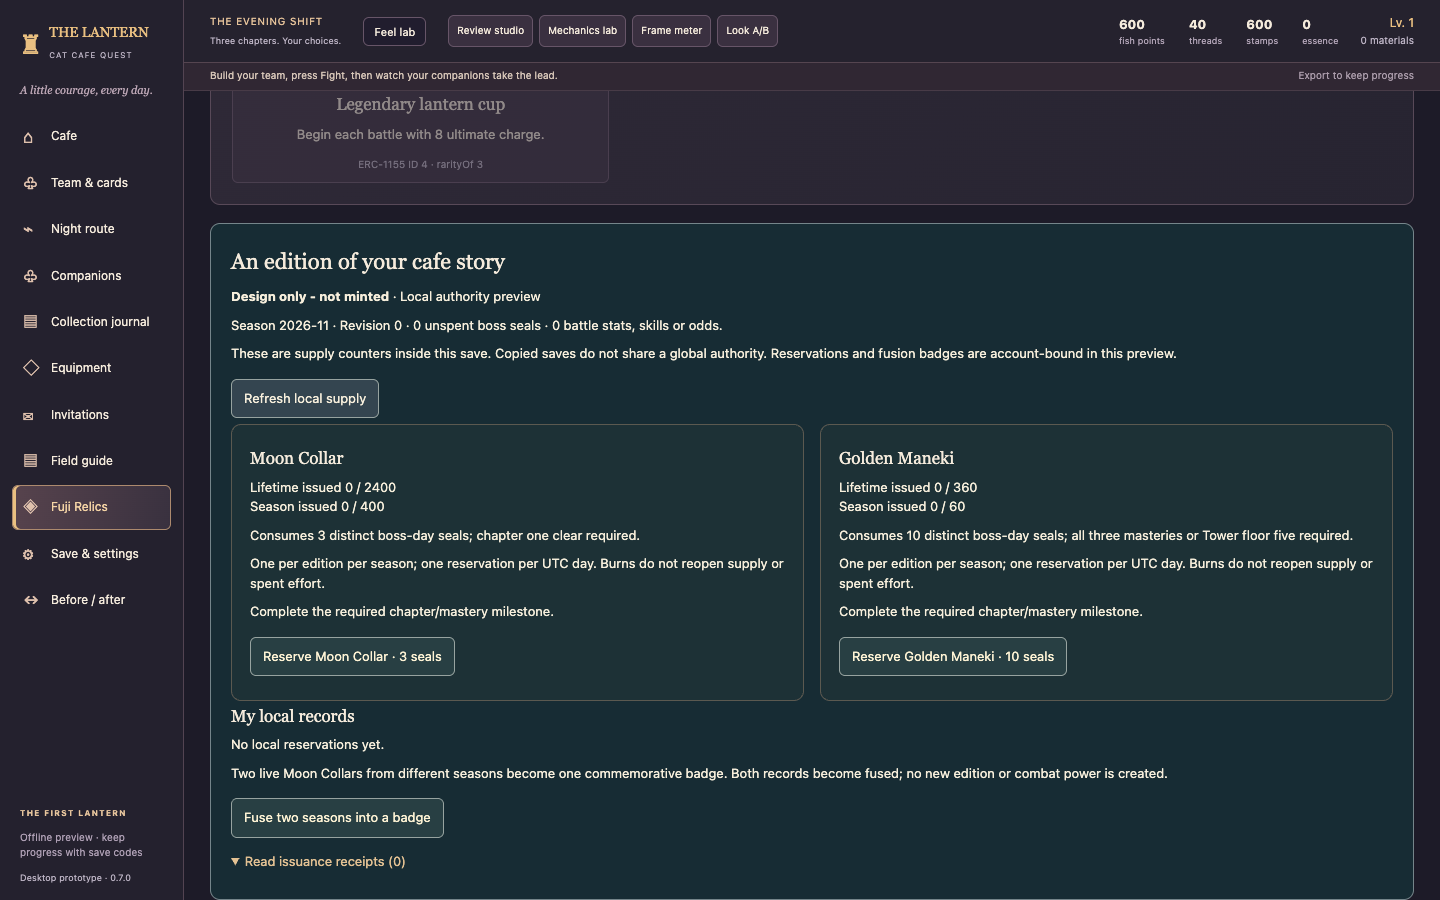 THE LANTERN
CAT CAFE QUEST
A little courage, every day.
Cafe
Team & cards
Night route
Companions
Collection journal
Equipment
Invitations
Field guide
Fuji Relics
Save & settings
Before / after
THE FIRST LANTERN
Offline preview · keep
progress with save codes
Desktop prototype · 0.7.0
THE EVENING SHIFT
Three chapters. Your choices.
Feel lab
Review studio
Mechanics lab
Frame meter
Look A/B
600
fish points
40
threads
600
stamps
0
essence
Lv. 1
0 materials
Build your team, press Fight, then watch your companions take the lead.
Export to keep progress
Legendary lantern cup
Begin each battle with 8 ultimate charge.
ERC-1155 ID 4 · rarityOf 3
An edition of your cafe story
Design only - not minted · Local authority preview
Season 2026-11 · Revision 0 · 0 unspent boss seals · 0 battle stats, skills or odds.
These are supply counters inside this save. Copied saves do not share a global authority. Reservations and fusion badges are account-bound in this preview.
Refresh local supply
Moon Collar
Lifetime issued 0 / 2400
Season issued 0 / 400
Consumes 3 distinct boss-day seals; chapter one clear required.
One per edition per season; one reservation per UTC day. Burns do not reopen supply or
spent effort.
Complete the required chapter/mastery milestone.
Reserve Moon Collar · 3 seals
Golden Maneki
Lifetime issued 0 / 360
Season issued 0 / 60
Consumes 10 distinct boss-day seals; all three masteries or Tower floor five required.
One per edition per season; one reservation per UTC day. Burns do not reopen supply or
spent effort.
Complete the required chapter/mastery milestone.
Reserve Golden Maneki · 10 seals
My local records
No local reservations yet.
Two live Moon Collars from different seasons become one commemorative badge. Both records become fused; no new edition or combat power is created.
Fuse two seasons into a badge
▼ Read issuance receipts (0)